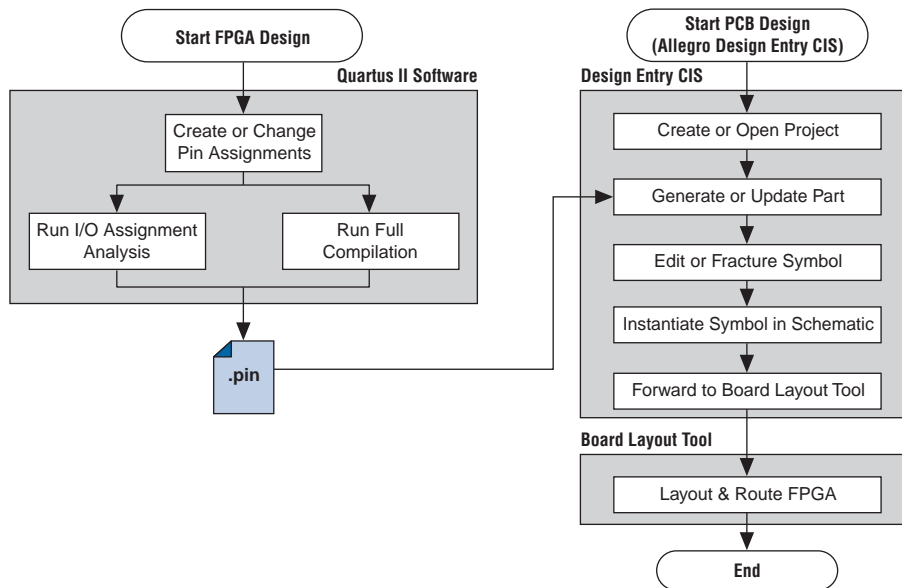 Start FPGA Design
Quartus II Software
Create or Change
Pin Assignments
Run I/O Assignment
Analysis
Run Full
Compilation
.pin
Start PCB Design
(Allegro Design Entry CIS)
Design Entry CIS
Create or Open Project
Generate or Update Part
Edit or Fracture Symbol
Instantiate Symbol in Schematic
Forward to Board Layout Tool
Board Layout Tool
Layout & Route FPGA
End